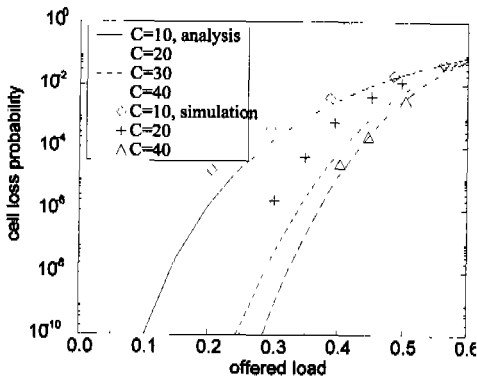 10^0
C=10, analysis
C=20
C=30
C=40
C=10, simulation
C=20
C=40
10^-2
10^-4
10^-6
10^-8
10^-10
cell loss probability
0.0 0.1 0.2 0.3 0.4 0.5 0.6
offered load